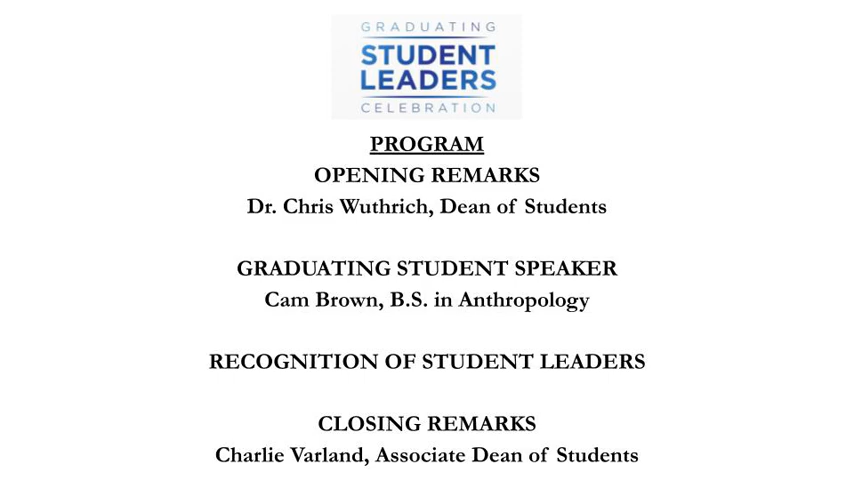 GRADUATING
STUDENT
LEADERS
CELEBRATION
PROGRAM
OPENING REMARKS
Dr. Chris Wuthrich, Dean of Students
GRADUATING STUDENT SPEAKER
Cam Brown, B.S. in Anthropology
RECOGNITION OF STUDENT LEADERS
CLOSING REMARKS
Charlie Varland, Associate Dean of Students